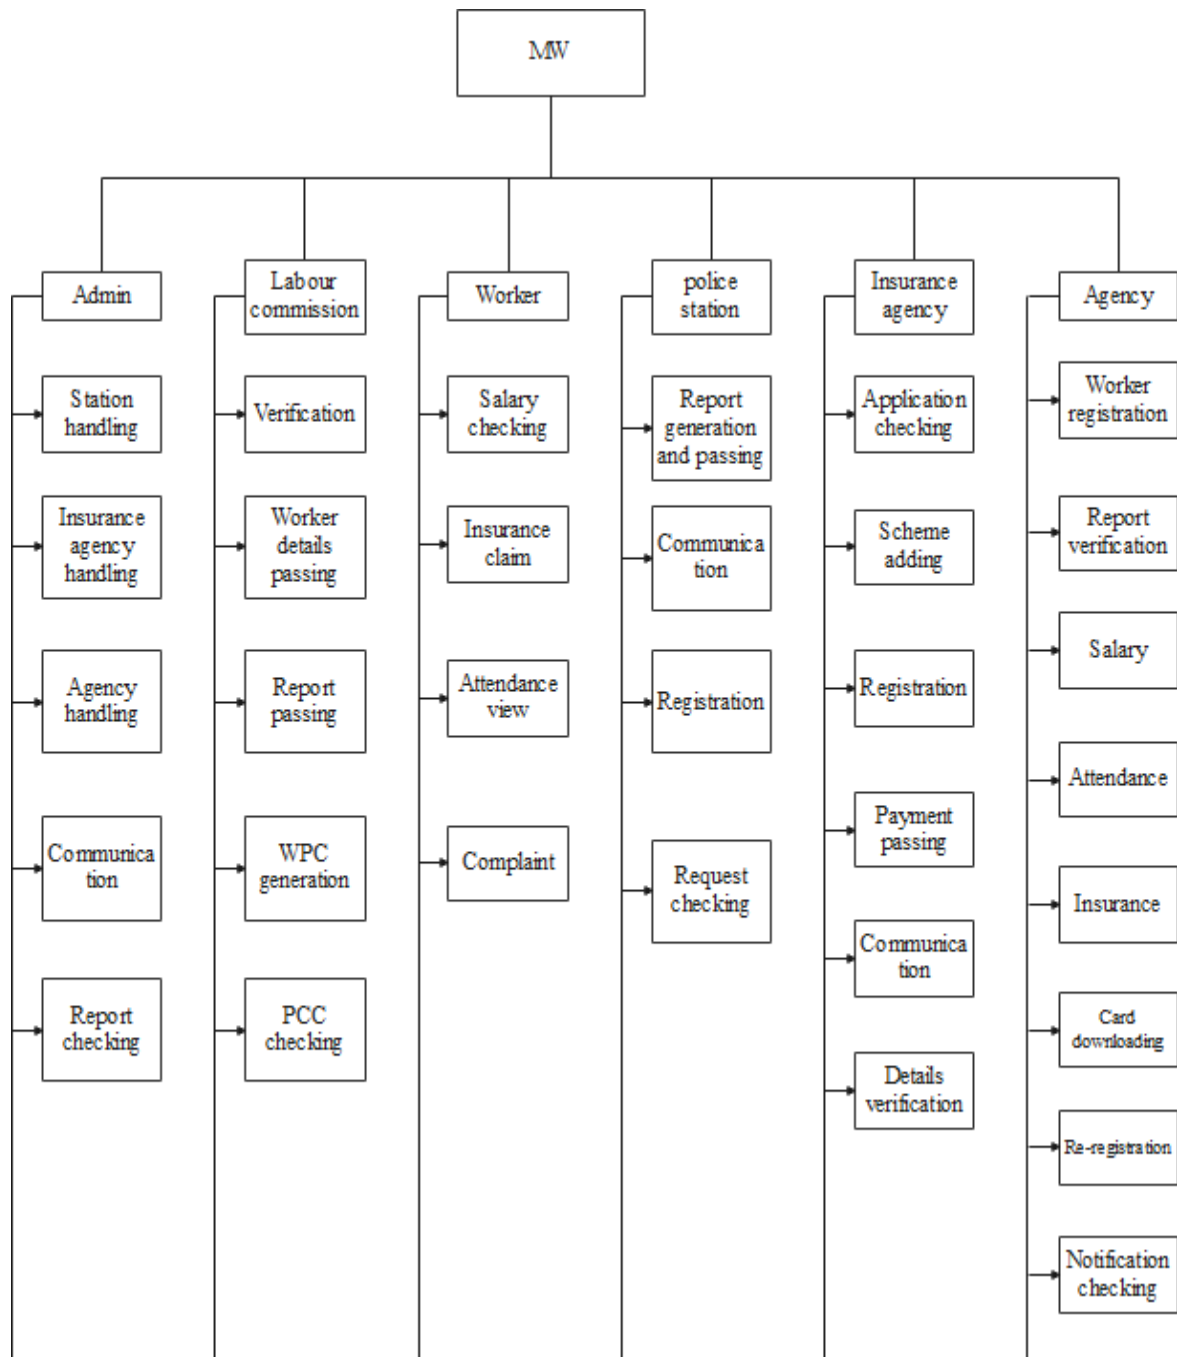 MW
Admin
Station
handling
Insurance
agency
handling
Agency
handling
Communica
tion
Report
checking
Labour
commission
Verification
Worker
details
passing
Report
passing
WPC
generation
PCC
checking
Worker
Salary
checking
Insurance
claim
Attendance
view
Complaint
police
station
Report
generation
and passing
Communica
tion
Registration
Request
checking
Insurance
agency
Application
checking
Scheme
adding
Registration
Payment
passing
Communica
tion
Details
verification
Agency
Worker
registration
Report
verification
Salary
Attendance
Insurance
Card
downloading
Re-registration
Notification
checking